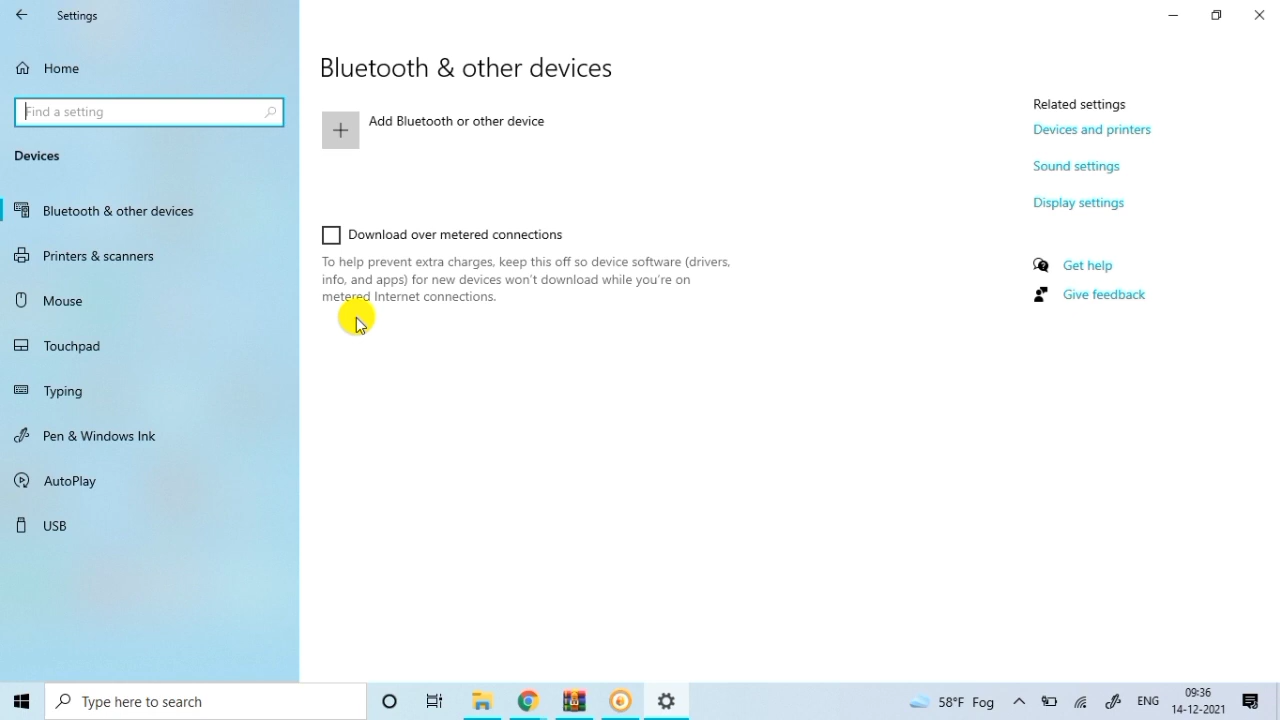 Settings
Home
Find a setting
Devices
Bluetooth & other devices
Printers & scanners
Mouse
Touchpad
Typing
Pen & Windows Ink
AutoPlay
USB
Bluetooth & other devices
Add Bluetooth or other device
Download over metered connections
To help prevent extra charges, keep this off so device software (drivers,
info, and apps) for new devices won't download while you're on
metered Internet connections.
Related settings
Devices and printers
Sound settings
Display settings
Get help
Give feedback
Type here to search
58°F Fog
ENG
09:36
14-12-2021